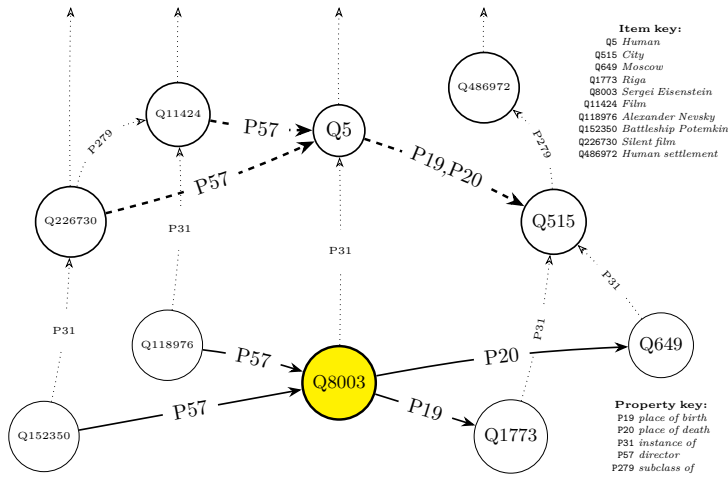 Item key:
Q5 Human
Q515 City
Q649 Moscow
Q1773 Riga
Q8003 Sergei Eisenstein
Q11424 Film
Q118976 Alexander Nevsky
Q152350 Battleship Potemkin
Q226730 Silent film
Q486972 Human settlement
Q486972
Q11424
P57
Q5
P279
P279
P19,P20
P57
Q226730
Q515
P31
P31
P31
P31
P31
Q118976
P57
P20
Q649
Q8003
P57
P19
Q152350
Q1773
Property key:
P19 place of birth
P20 place of death
P31 instance of
P57 director
P279 subclass of